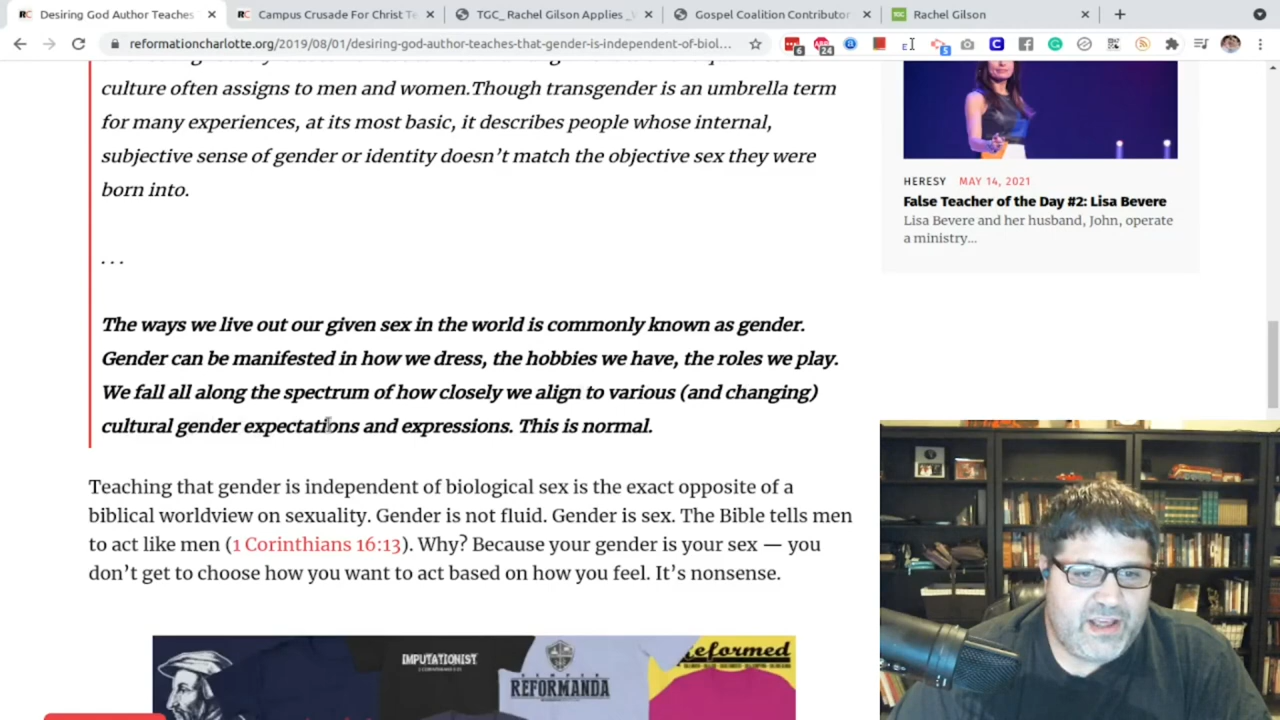 Desiring God Author Teaches
Campus Crusade For Christ Te
TGC_ Rachel Gilson Applies _
Gospel Coalition Contributor
Rachel Gilson
reformationcharlotte.org/2019/08/01/desiring-god-author-teaches-that-gender-is-independent-of-biol...
culture often assigns to men and women.Though transgender is an umbrella term
for many experiences, at its most basic, it describes people whose internal,
subjective sense of gender or identity doesn’t match the objective sex they were
born into.
. . .
The ways we live out our given sex in the world is commonly known as gender.
Gender can be manifested in how we dress, the hobbies we have, the roles we play.
We fall all along the spectrum of how closely we align to various (and changing)
cultural gender expectations and expressions. This is normal.
Teaching that gender is independent of biological sex is the exact opposite of a
biblical worldview on sexuality. Gender is not fluid. Gender is sex. The Bible tells men
to act like men (1 Corinthians 16:13). Why? Because your gender is your sex — you
don’t get to choose how you want to act based on how you feel. It’s nonsense.
HERESY MAY 14, 2021
False Teacher of the Day #2: Lisa Bevere
Lisa Bevere and her husband, John, operate
a ministry...
IMPUTATIONIST
REFORMANDA
eformed